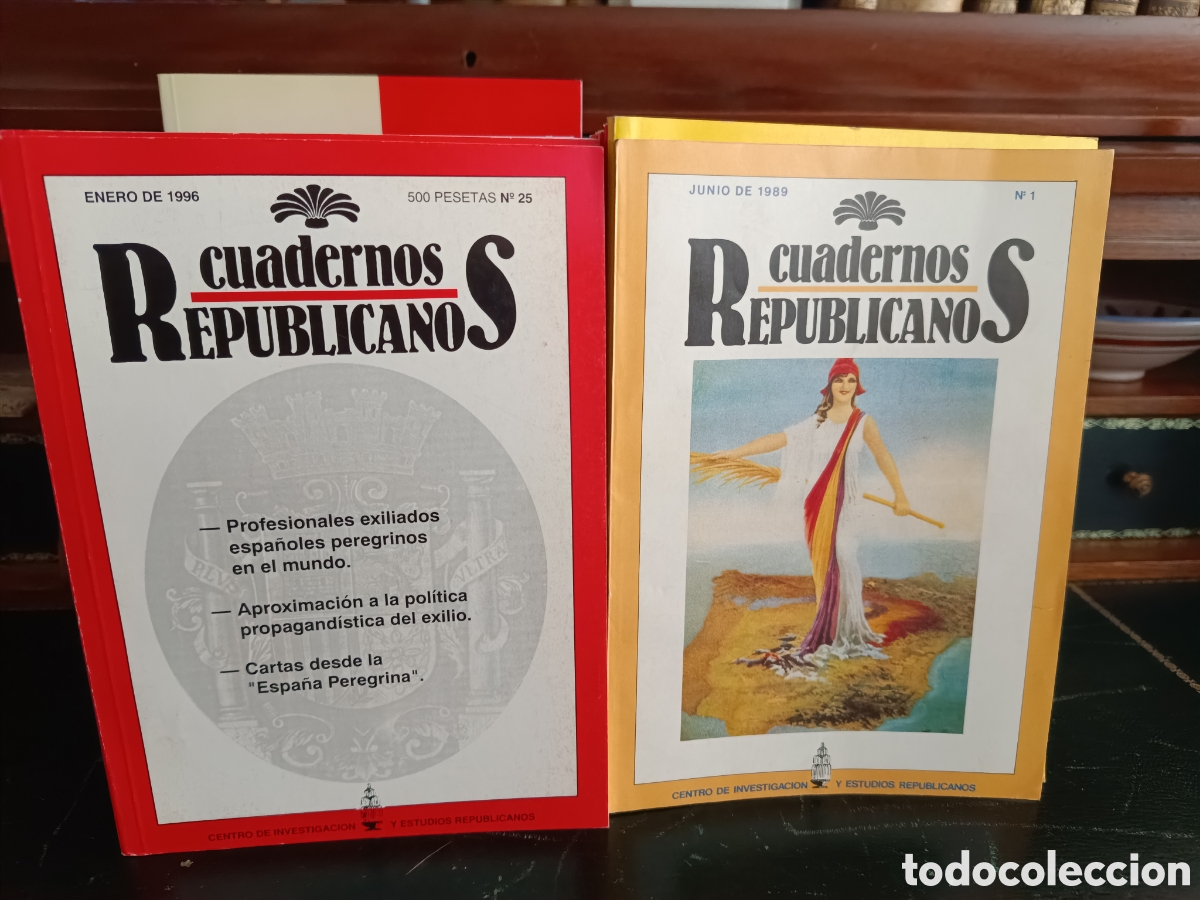 ENERO DE 1996
500 PESETAS Nº 25
cuadernos
REPUBLICANOS
— Profesionales exiliados
españoles peregrinos
en el mundo.
— Aproximación a la política
propagandística del exilio.
— Cartas desde la
"España Peregrina".
CENTRO DE INVESTIGACION Y ESTUDIOS REPUBLICANOS
JUNIO DE 1989
Nº 1
cuadernos
REPUBLICANOS
CENTRO DE INVESTIGACION Y ESTUDIOS REPUBLICANOS
todocoleccion